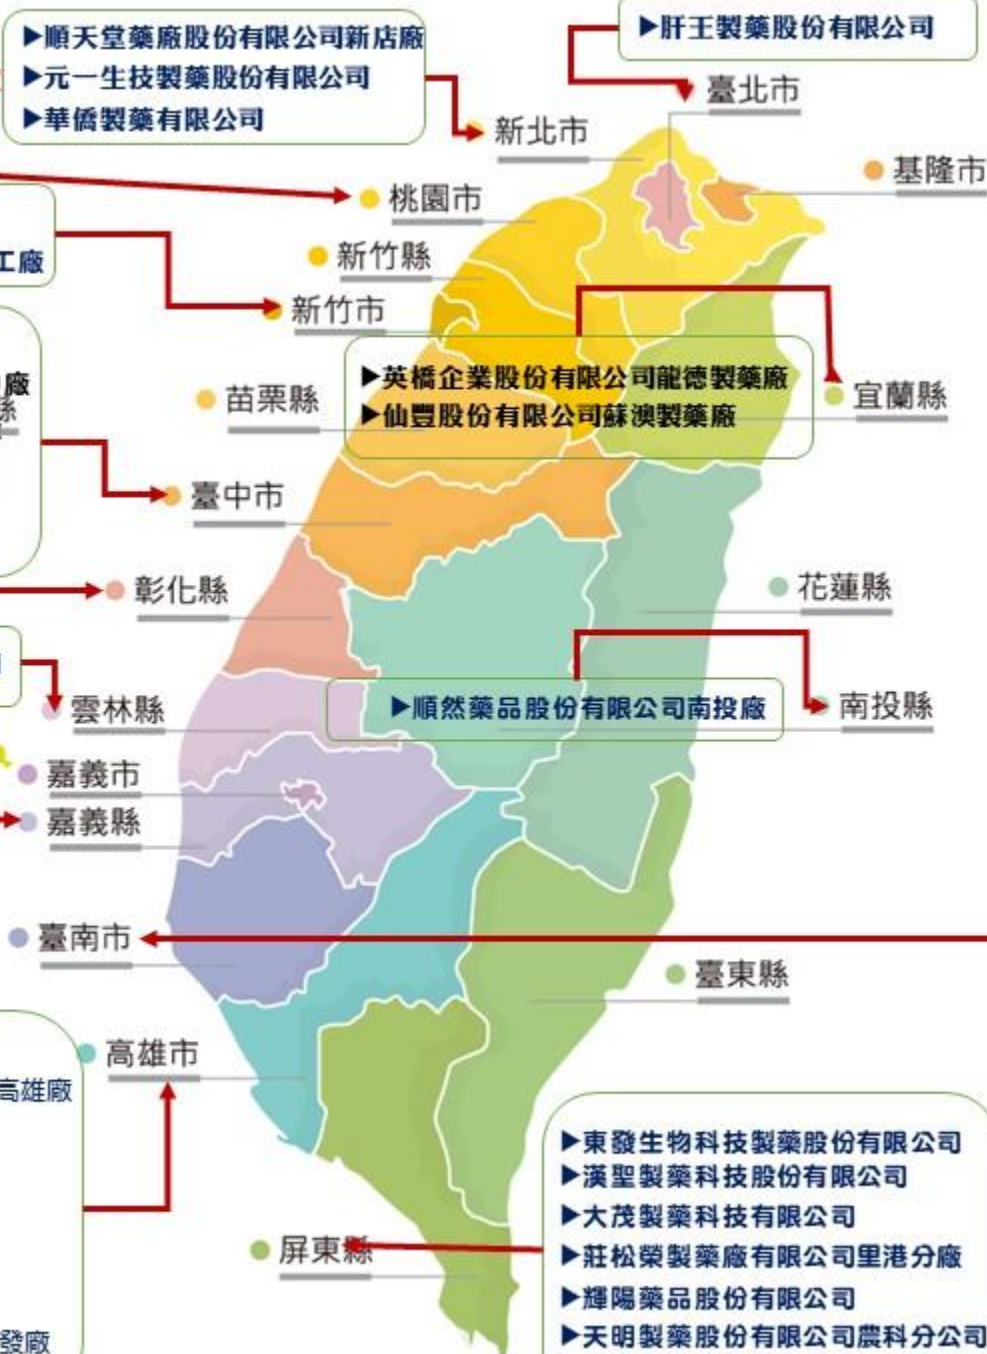 ▶順天堂藥廠股份有限公司新店廠
▶元一生技製藥股份有限公司
▶華僑製藥有限公司
▶肝王製藥股份有限公司
臺北市
新北市
基隆市
桃園市
新竹縣
工廠
新竹市
廠
縣
▶英橋企業股份有限公司龍德製藥廠
▶仙豐股份有限公司蘇澳製藥廠
苗栗縣
宜蘭縣
臺中市
彰化縣
花蓮縣
▶順然藥品股份有限公司南投廠
南投縣
雲林縣
嘉義市
嘉義縣
臺南市
臺東縣
高雄市
高雄廠
發廠
屏東縣
▶東發生物科技製藥股份有限公司
▶漢聖製藥科技股份有限公司
▶大茂製藥科技有限公司
▶莊松榮製藥廠有限公司里港分廠
▶輝陽藥品股份有限公司
▶天明製藥股份有限公司農科分公司